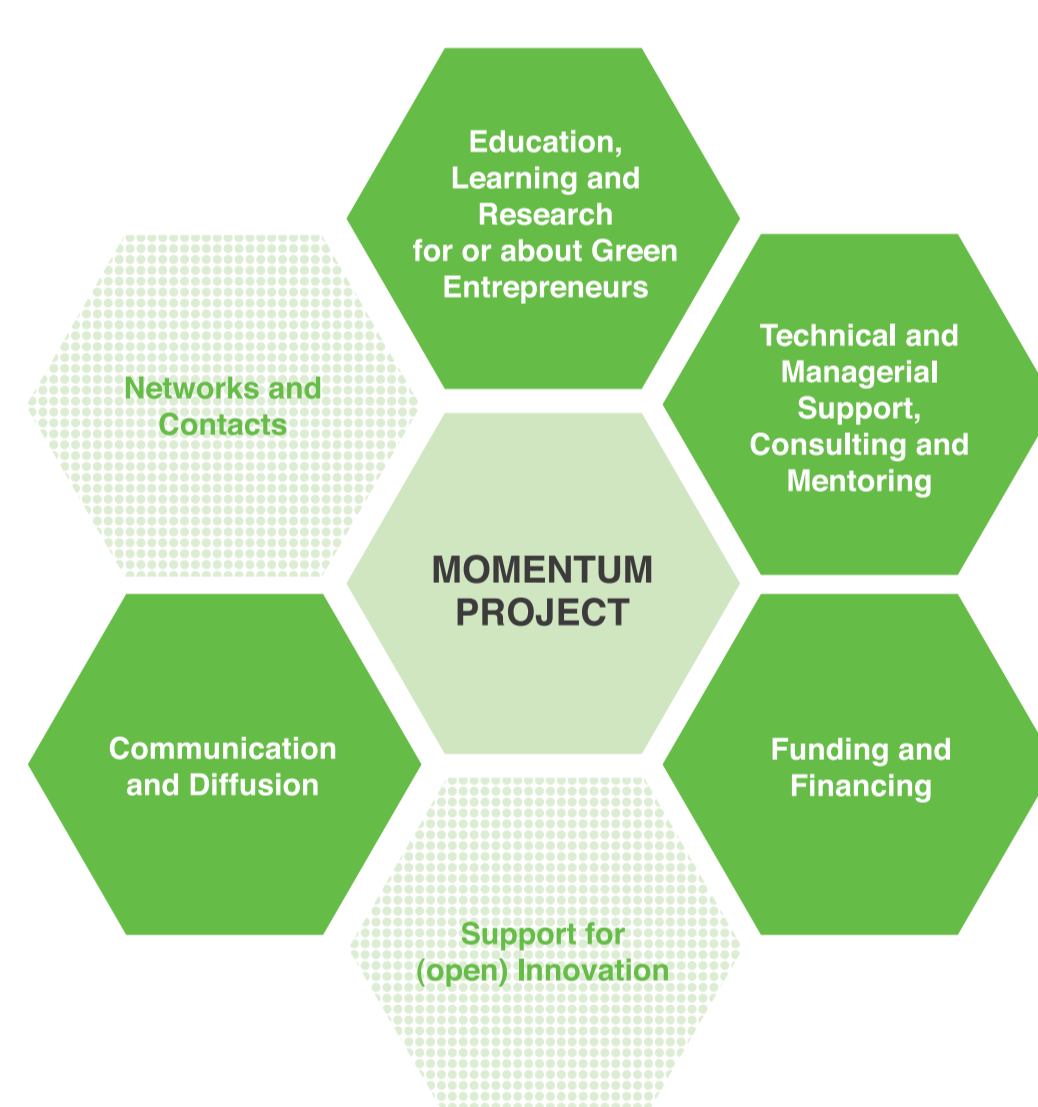 Education,
Learning and
Research
for or about Green
Entrepreneurs
Technical and
Managerial
Support,
Consulting and
Mentoring
Networks and
Contacts
MOMENTUM
PROJECT
Communication
and Diffusion
Funding and
Financing
Support for
(open) Innovation